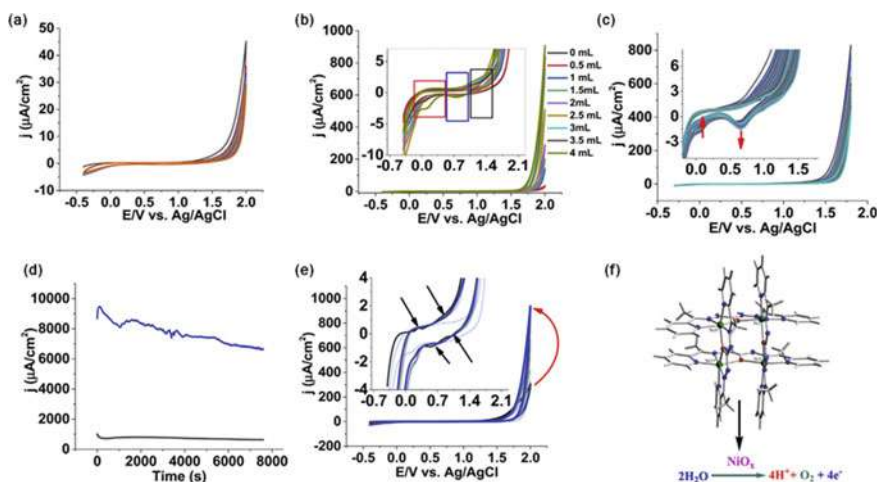 (a)
50
40
30
20
10
0
-10
j (μA/cm²)
-0.5 0.0 0.5 1.0 1.5 2.0
E/V vs. Ag/AgCl
(b)
1000
800
600
400
200
0
j (μA/cm²)
5
0
-5
-10
-0.7 0.0 0.7 1.4 2.1
0 mL
0.5 mL
1 mL
1.5mL
2mL
2.5 mL
3mL
3.5 mL
4 mL
-0.5 0.0 0.5 1.0 1.5 2.0
E/V vs. Ag/AgCl
(c)
1000
800
600
400
200
0
j (μA/cm²)
6
3
0
-3
0.0 0.5 1.0 1.5
-0.5 0.0 0.5 1.0 1.5 2.0
E/V vs. Ag/AgCl
(d)
10000
8000
6000
4000
2000
0
j (μA/cm²)
0 2000 4000 6000 8000
Time (s)
(e)
1000
800
600
400
200
0
-200
j (μA/cm²)
4
2
0
-2
-4
0.0 0.7 1.4 2.1
-0.5 0.0 0.5 1.0 1.5 2.0
E/V vs. Ag/AgCl
(f)
NiOₓ
2H₂O 4H⁺ + O₂ + 4e⁻